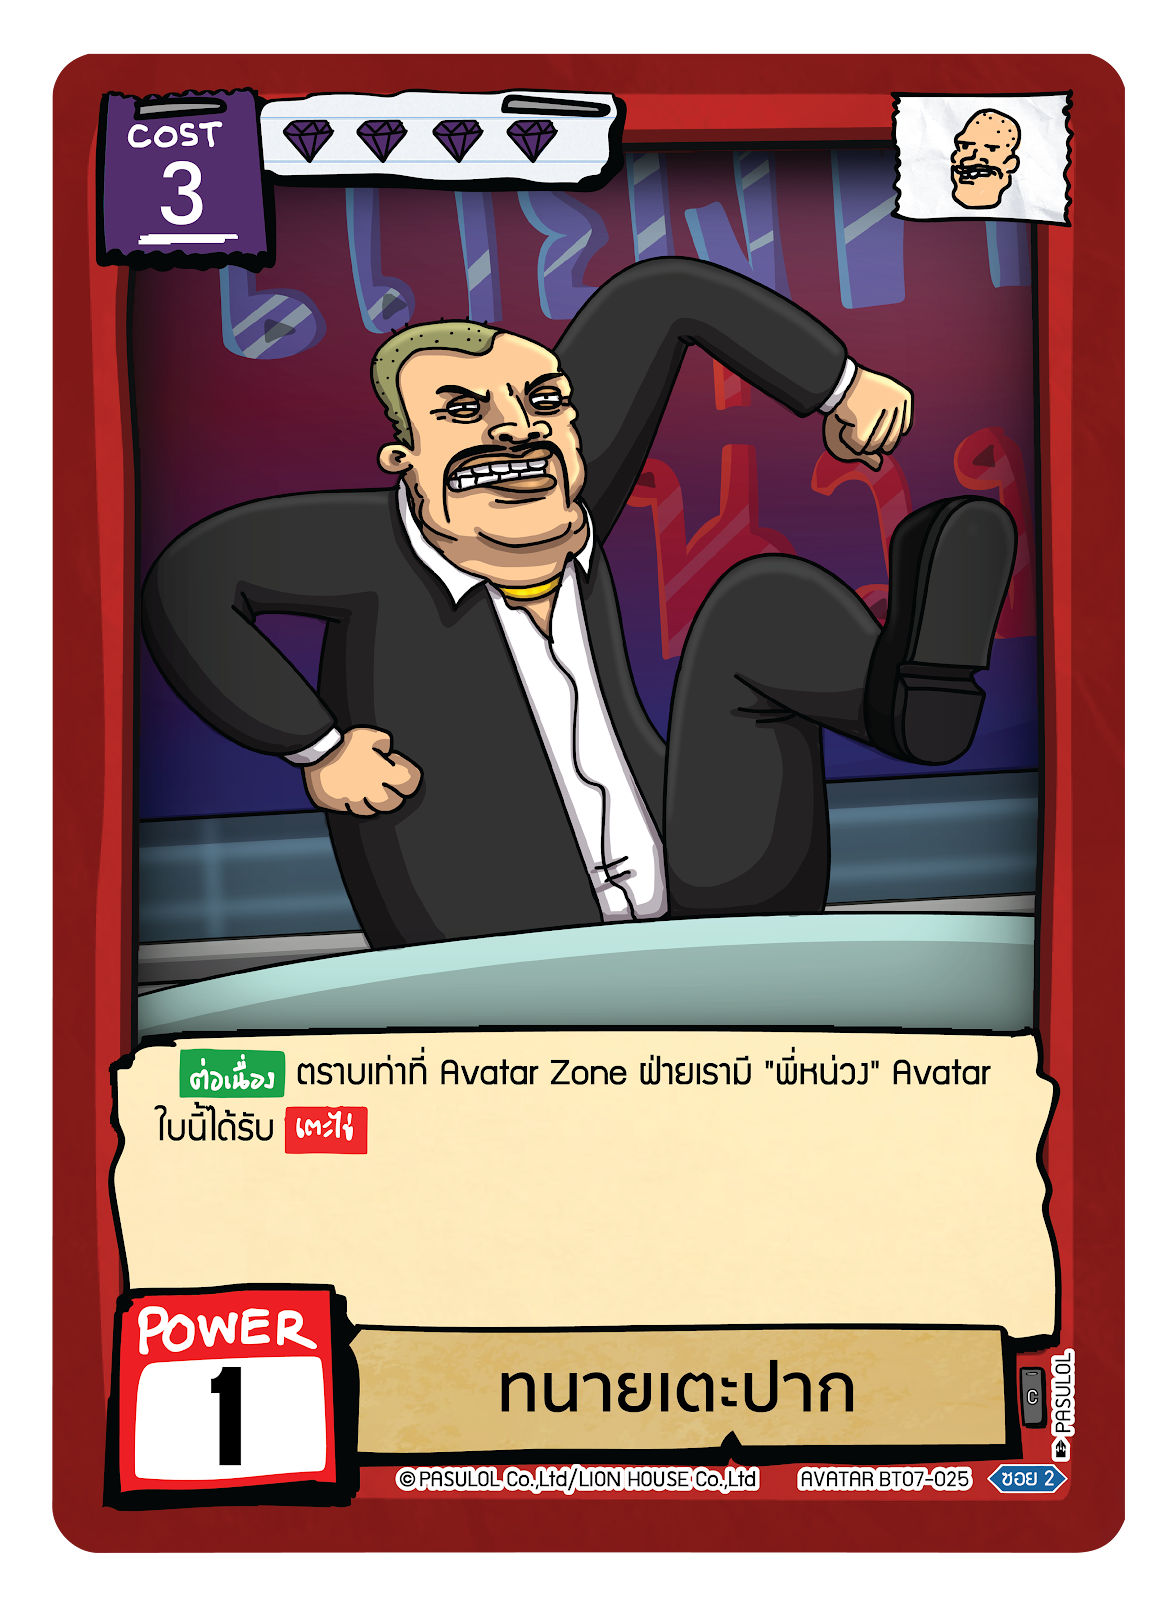 COST
3
ต่อเนื่อง ตราบเท่าที่ Avatar Zone ฝ่ายเรามี "พี่หน่วง" Avatar
ใบนี้ได้รับ เตะไข่
POWER
1
ทนายเตะปาก
C
PASULOL
© PASULOL Co.,Ltd/LION HOUSE Co.,Ltd AVATAR BT07-025 ซอย 2